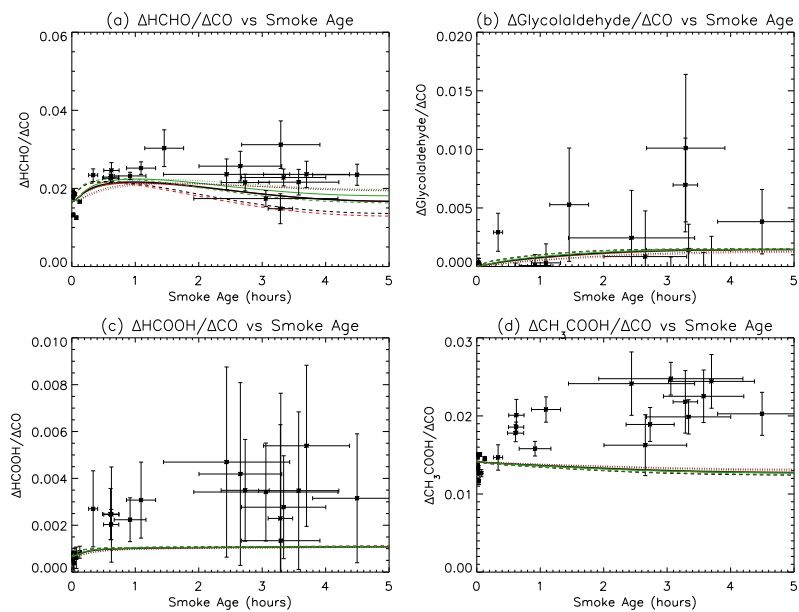 (a) ΔHCHO/ΔCO vs Smoke Age
0.06
0.04
0.02
0.00
ΔHCHO/ΔCO
0 1 2 3 4 5
Smoke Age (hours)
(b) ΔGlycolaldehyde/ΔCO vs Smoke Age
0.020
0.015
0.010
0.005
0.000
ΔGlycolaldehyde/ΔCO
0 1 2 3 4 5
Smoke Age (hours)
(c) ΔHCOOH/ΔCO vs Smoke Age
0.010
0.008
0.006
0.004
0.002
0.000
ΔHCOOH/ΔCO
0 1 2 3 4 5
Smoke Age (hours)
(d) ΔCH₃COOH/ΔCO vs Smoke Age
0.03
0.02
0.01
0.00
ΔCH₃COOH/ΔCO
0 1 2 3 4 5
Smoke Age (hours)